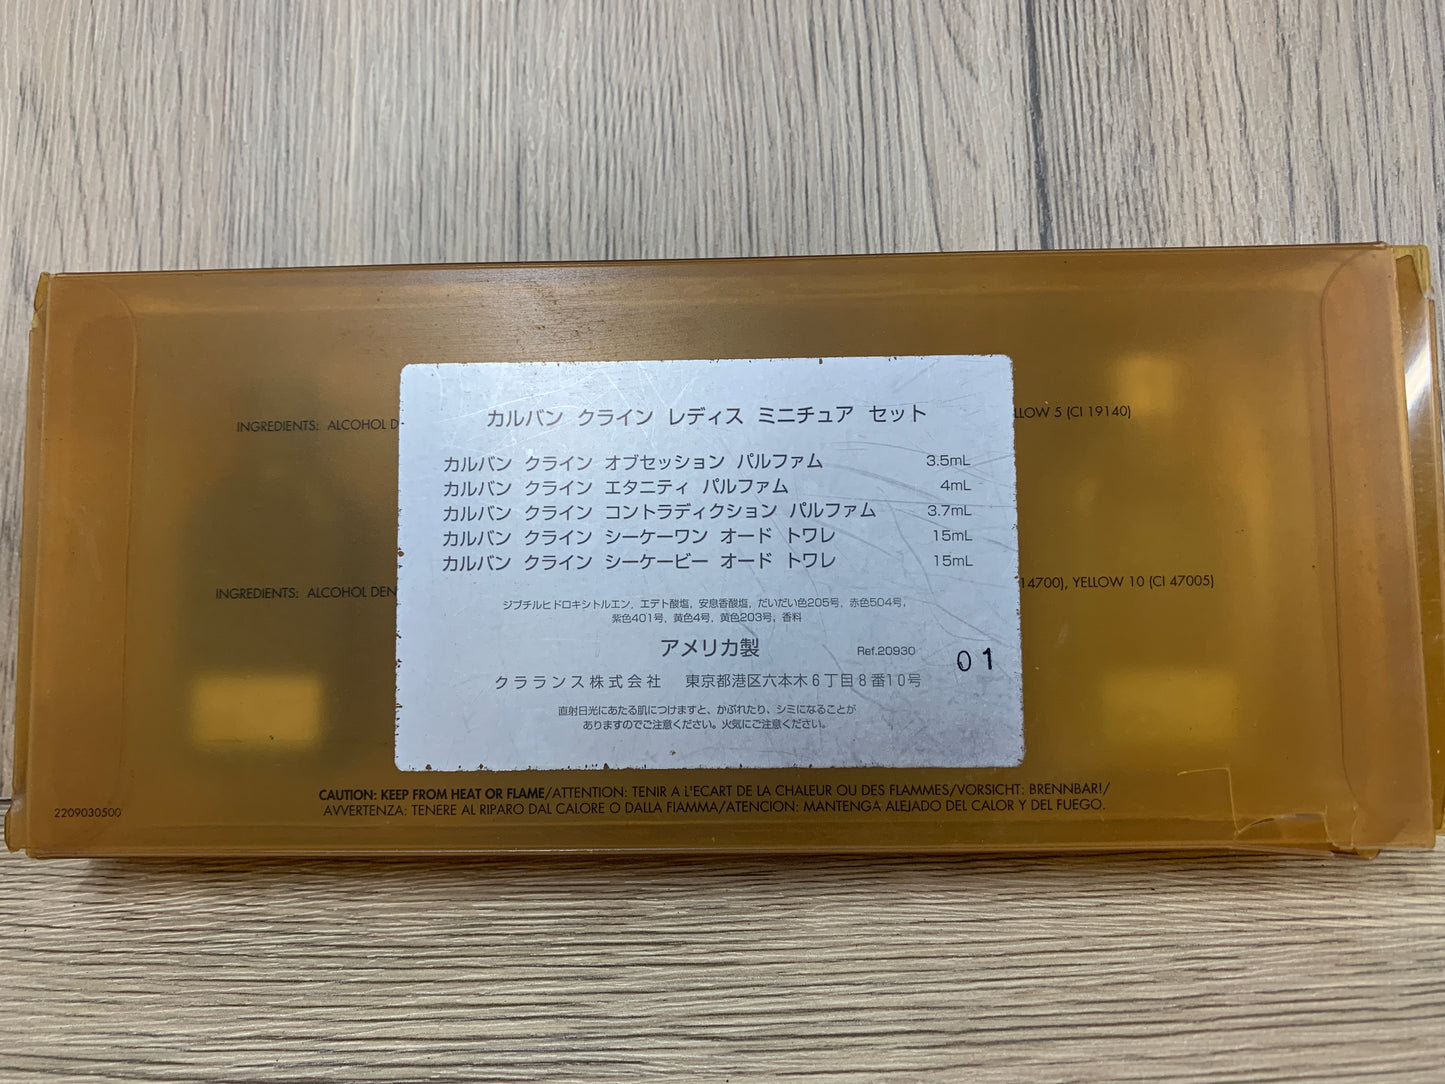 カルバン クライン レディス ミニチュア セット
INGREDIENTS: ALCOHOL D
LLOW 5 (CI 19140)
カルバン クライン オブセッション パルファム 3.5mL
カルバン クライン エタニティ パルファム 4mL
カルバン クライン コントラディクション パルファム 3.7mL
カルバン クライン シーケーワン オード トワレ 15mL
カルバン クライン シーケービー オード トワレ 15mL
INGREDIENTS: ALCOHOL DEN
14700), YELLOW 10 (CI 47005)
ジブチルヒドロキシトルエン, エデト酸塩, 安息香酸塩, だいだい色205号, 赤色504号,
紫色401号, 黄色4号, 黄色203号, 香料
アメリカ製 Ref.20930 01
クラランス株式会社 東京都港区六本木6丁目8番10号
直射日光にあたる肌につけますと、かぶれたり、シミになることが
ありますのでご注意ください。火気にご注意ください。
CAUTION: KEEP FROM HEAT OR FLAME/ATTENTION: TENIR A L'ECART DE LA CHALEUR OU DES FLAMMES/VORSICHT: BRENNBAR!/
AVVERTENZA: TENERE AL RIPARO DAL CALORE O DALLA FIAMMA/ATENCION: MANTENGA ALEJADO DEL CALOR Y DEL FUEGO.
2209030500